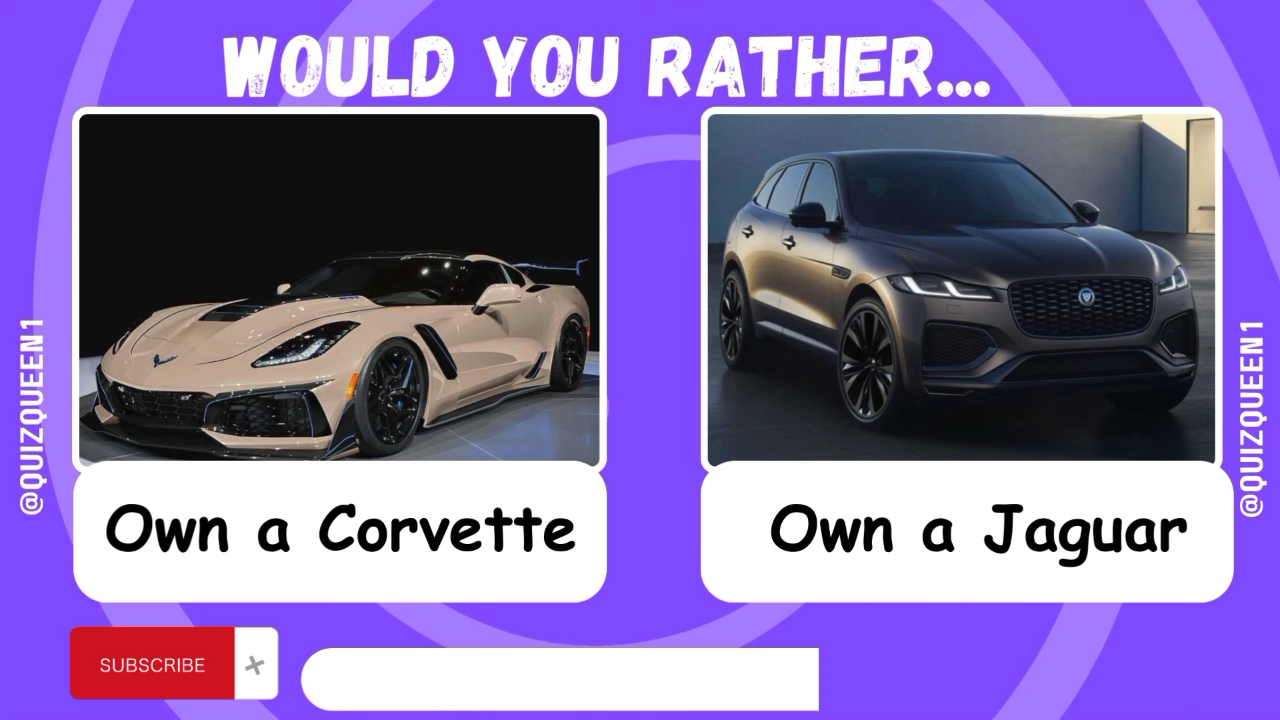 WOULD YOU RATHER...
@QUIZQUEEN1
@QUIZQUEEN1
Own a Corvette
Own a Jaguar
SUBSCRIBE